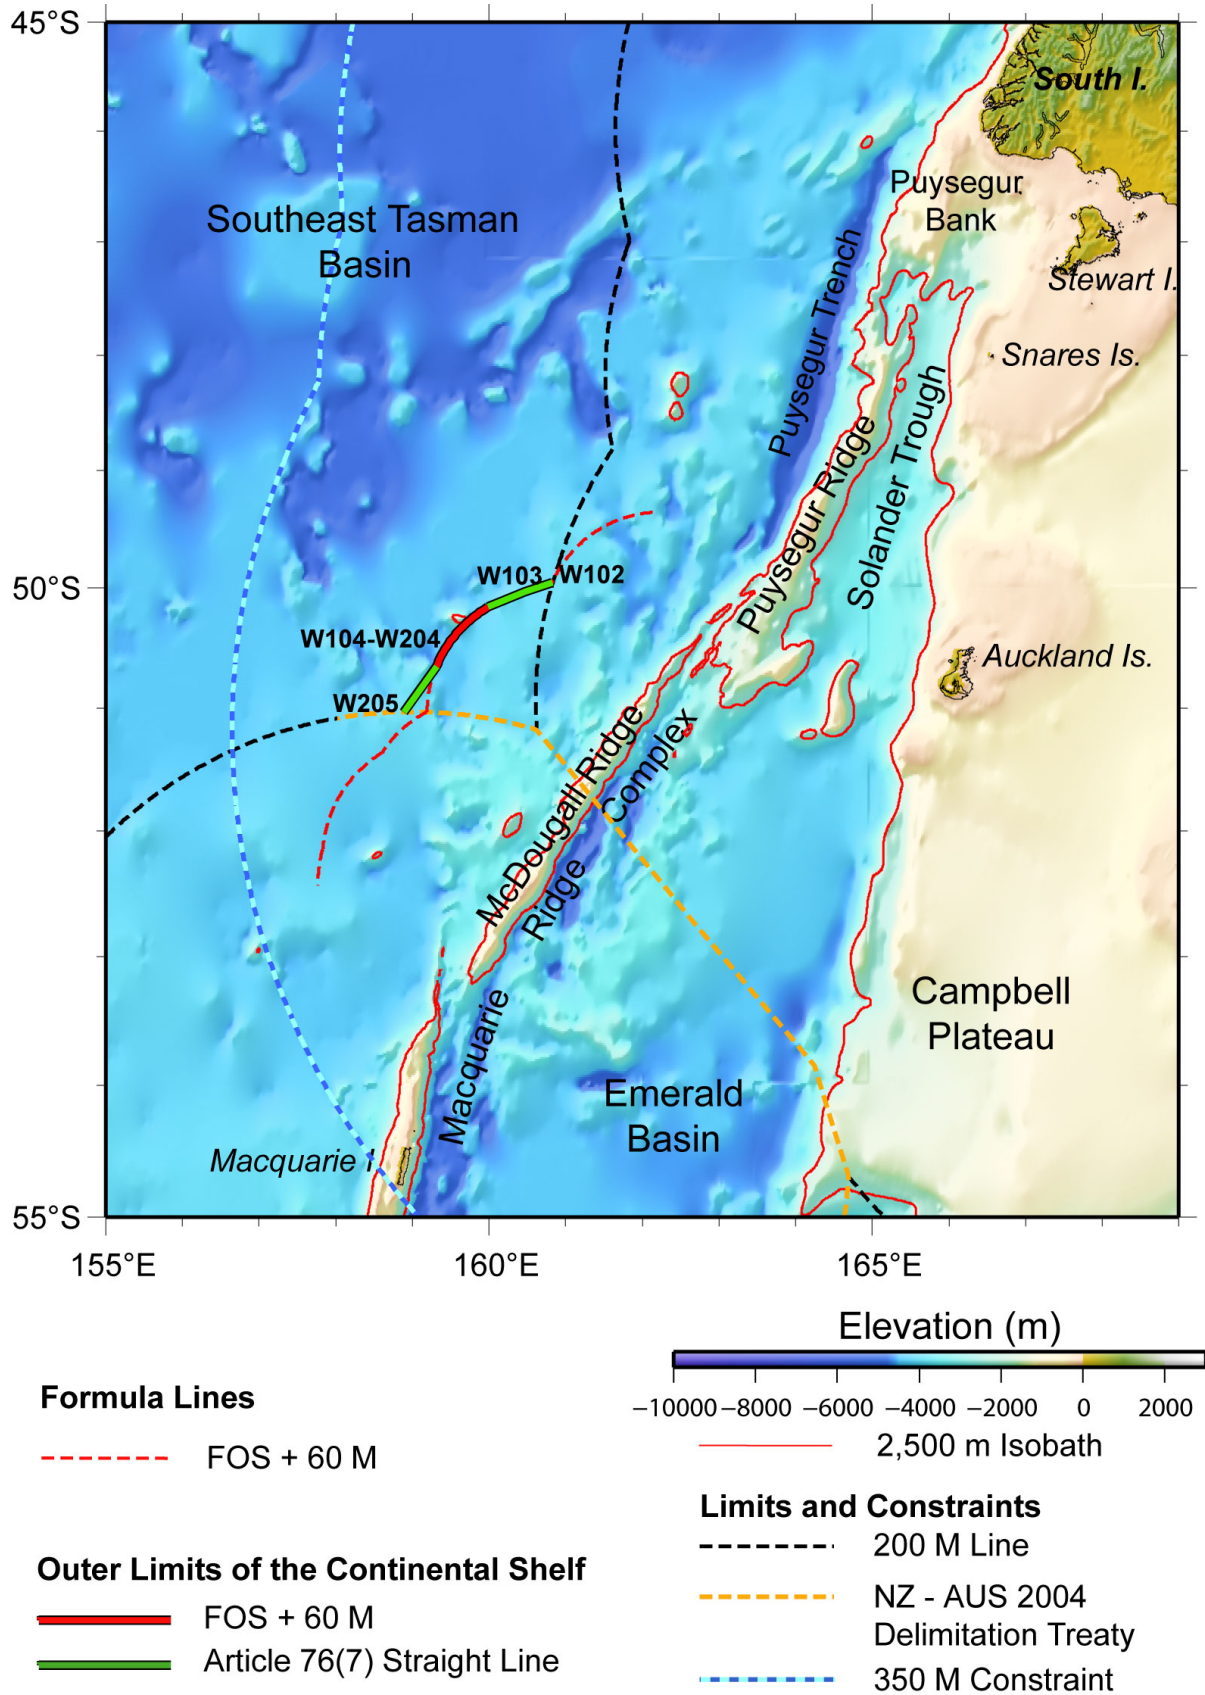 45°S
South I.
Puysegur
Bank
Southeast Tasman
Basin
Stewart I.
Puysegur Trench
Snares Is.
Puysegur Ridge
Solander Trough
50°S
W103
W102
W104-W204
Auckland Is.
W205
McDougall Ridge
Complex
Ridge
Macquarie
Campbell
Plateau
Emerald
Basin
Macquarie
55°S
155°E
160°E
165°E
Elevation (m)
−10000 −8000 −6000 −4000 −2000 0 2000
2,500 m Isobath
Formula Lines
FOS + 60 M
Limits and Constraints
200 M Line
NZ - AUS 2004
Delimitation Treaty
350 M Constraint
Outer Limits of the Continental Shelf
FOS + 60 M
Article 76(7) Straight Line